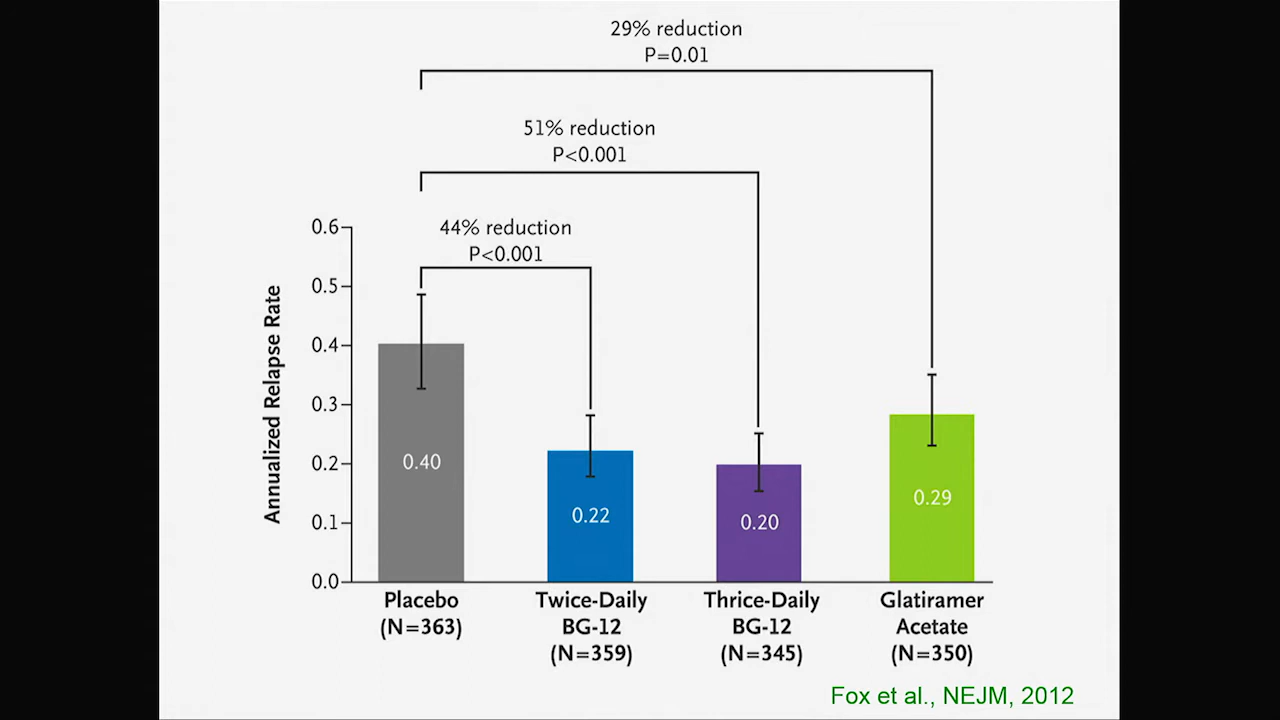 29% reduction
P=0.01
51% reduction
P<0.001
44% reduction
P<0.001
Annualized Relapse Rate
0.6
0.5
0.4
0.3
0.2
0.1
0.0
0.40
0.22
0.20
0.29
Placebo
(N=363)
Twice-Daily
BG-12
(N=359)
Thrice-Daily
BG-12
(N=345)
Glatiramer
Acetate
(N=350)
Fox et al., NEJM, 2012